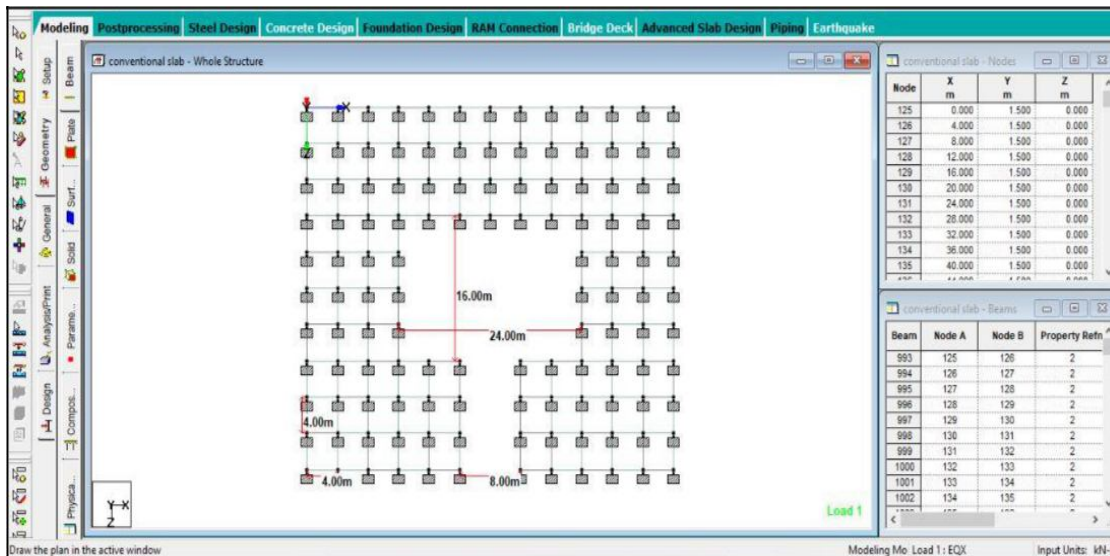 Modeling Postprocessing Steel Design Concrete Design Foundation Design RAM Connection Bridge Deck Advanced Slab Design Piping Earthquake
Setup
Geometry
General
Analysis/Print
Design
Beam
Plate
Surf...
Solid
Parame...
Compos...
Physica...
conventional slab - Whole Structure
X
Y
Z
16.00m
24.00m
4.00m
4.00m
8.00m
Y X
Z
Load 1
conventional slab - Nodes
Node X m Y m Z m
125 0.000 1.500 0.000
126 4.000 1.500 0.000
127 8.000 1.500 0.000
128 12.000 1.500 0.000
129 16.000 1.500 0.000
130 20.000 1.500 0.000
131 24.000 1.500 0.000
132 28.000 1.500 0.000
133 32.000 1.500 0.000
134 36.000 1.500 0.000
135 40.000 1.500 0.000
conventional slab - Beams
Beam Node A Node B Property Refn
993 125 126 2
994 126 127 2
995 127 128 2
996 128 129 2
997 129 130 2
998 130 131 2
999 131 132 2
1000 132 133 2
1001 133 134 2
1002 134 135 2
Draw the plan in the active window
Modeling Mo Load 1 : EQX Input Units: kN-